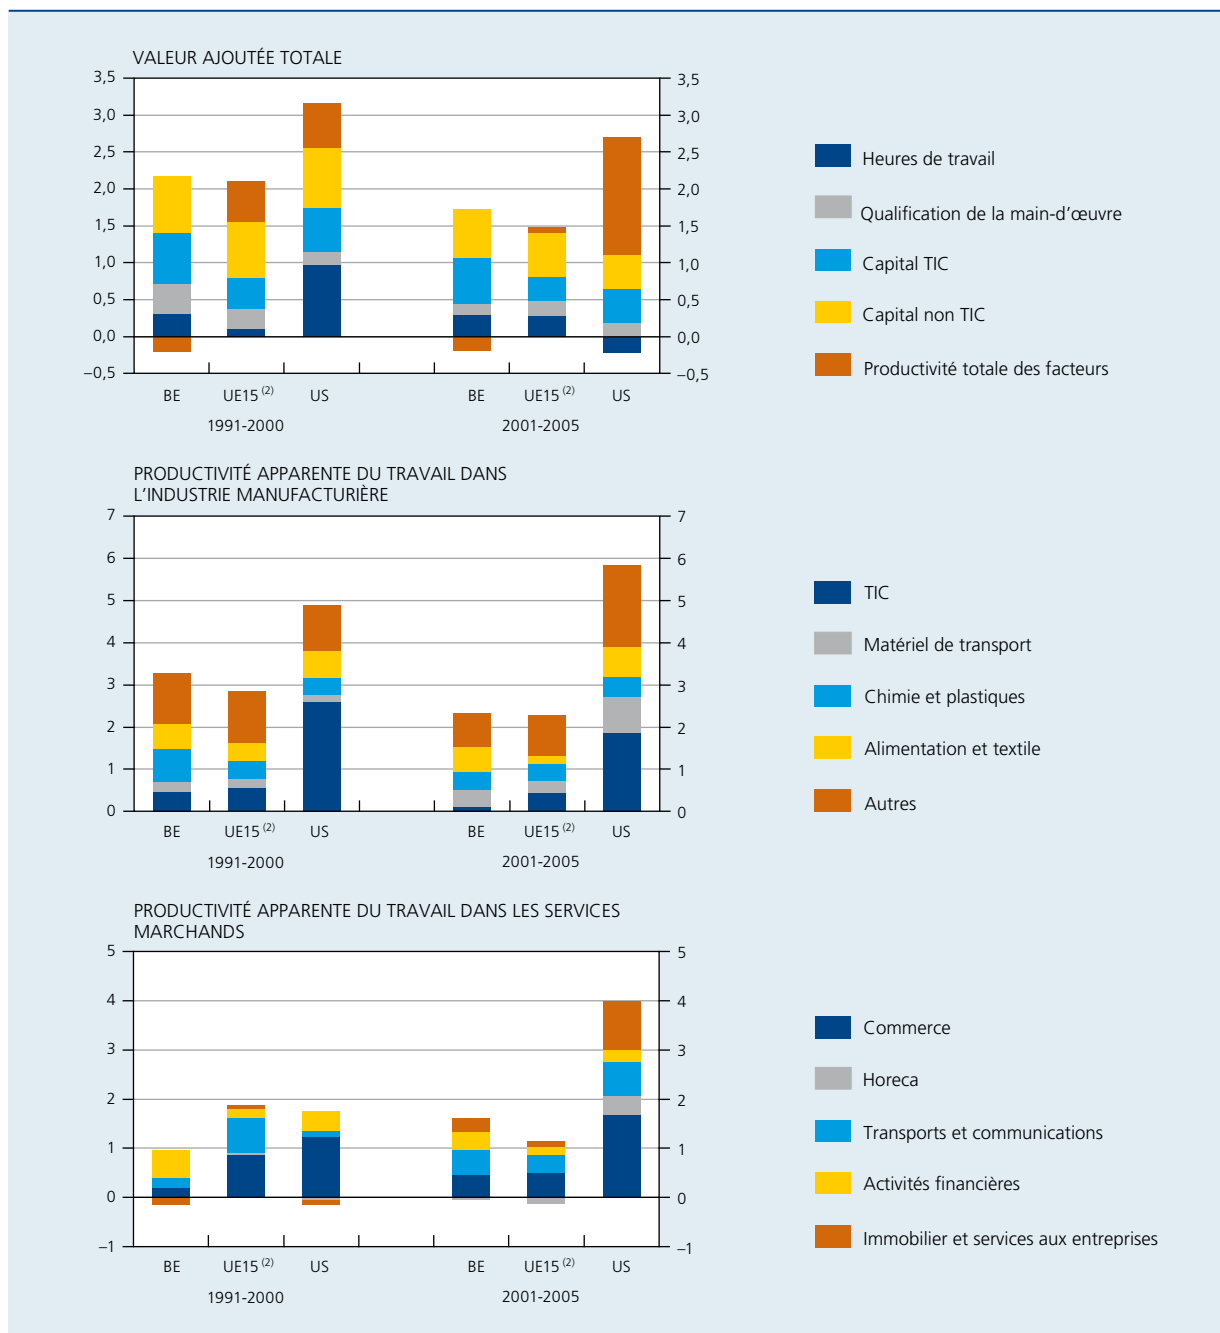 VALEUR AJOUTÉE TOTALE
3,5
3,0
2,5
2,0
1,5
1,0
0,5
0,0
–0,5
3,5
3,0
2,5
2,0
1,5
1,0
0,5
0,0
–0,5
BE
UE15 (2)
US
BE
UE15 (2)
US
1991-2000
2001-2005
Heures de travail
Qualification de la main-d’œuvre
Capital TIC
Capital non TIC
Productivité totale des facteurs
PRODUCTIVITÉ APPARENTE DU TRAVAIL DANS
L’INDUSTRIE MANUFACTURIÈRE
7
6
5
4
3
2
1
0
7
6
5
4
3
2
1
0
BE
UE15 (2)
US
BE
UE15 (2)
US
1991-2000
2001-2005
TIC
Matériel de transport
Chimie et plastiques
Alimentation et textile
Autres
PRODUCTIVITÉ APPARENTE DU TRAVAIL DANS LES SERVICES
MARCHANDS
5
4
3
2
1
0
–1
5
4
3
2
1
0
–1
BE
UE15 (2)
US
BE
UE15 (2)
US
1991-2000
2001-2005
Commerce
Horeca
Transports et communications
Activités financières
Immobilier et services aux entreprises